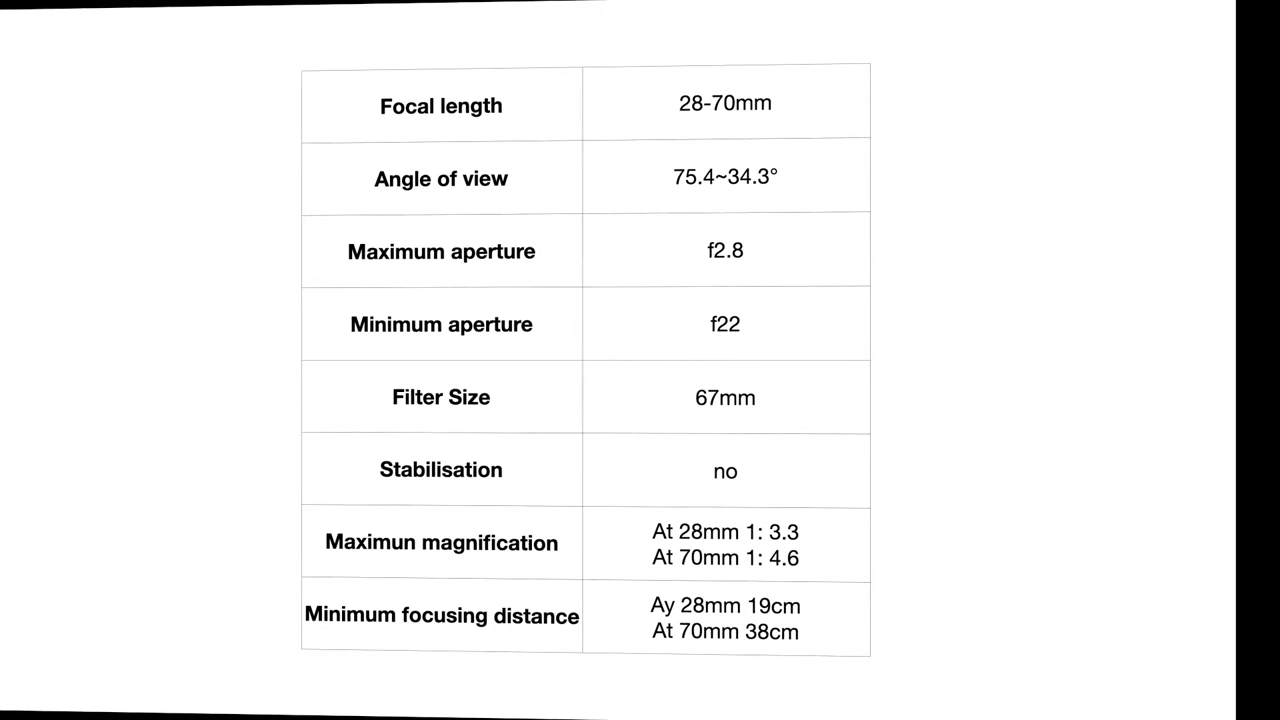 Focal length
28-70mm
Angle of view
75.4~34.3°
Maximum aperture
f2.8
Minimum aperture
f22
Filter Size
67mm
Stabilisation
no
Maximun magnification
At 28mm 1: 3.3
At 70mm 1: 4.6
Minimum focusing distance
Ay 28mm 19cm
At 70mm 38cm